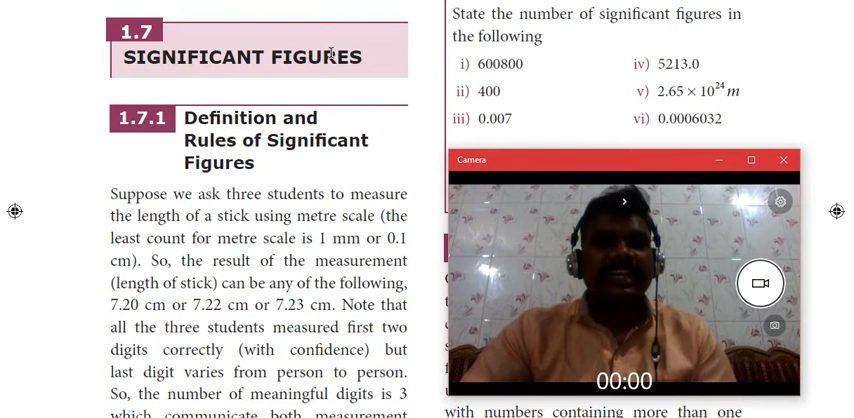 1.7
SIGNIFICANT FIGURES
1.7.1 Definition and
Rules of Significant
Figures
Suppose we ask three students to measure
the length of a stick using metre scale (the
least count for metre scale is 1 mm or 0.1
cm). So, the result of the measurement
(length of stick) can be any of the following,
7.20 cm or 7.22 cm or 7.23 cm. Note that
all the three students measured first two
digits correctly (with confidence) but
last digit varies from person to person.
So, the number of meaningful digits is 3
which communicate both measurement
State the number of significant figures in
the following
i) 600800
iv) 5213.0
ii) 400
v) 2.65 × 10²⁴ m
iii) 0.007
vi) 0.0006032
Camera
00:00
with numbers containing more than one